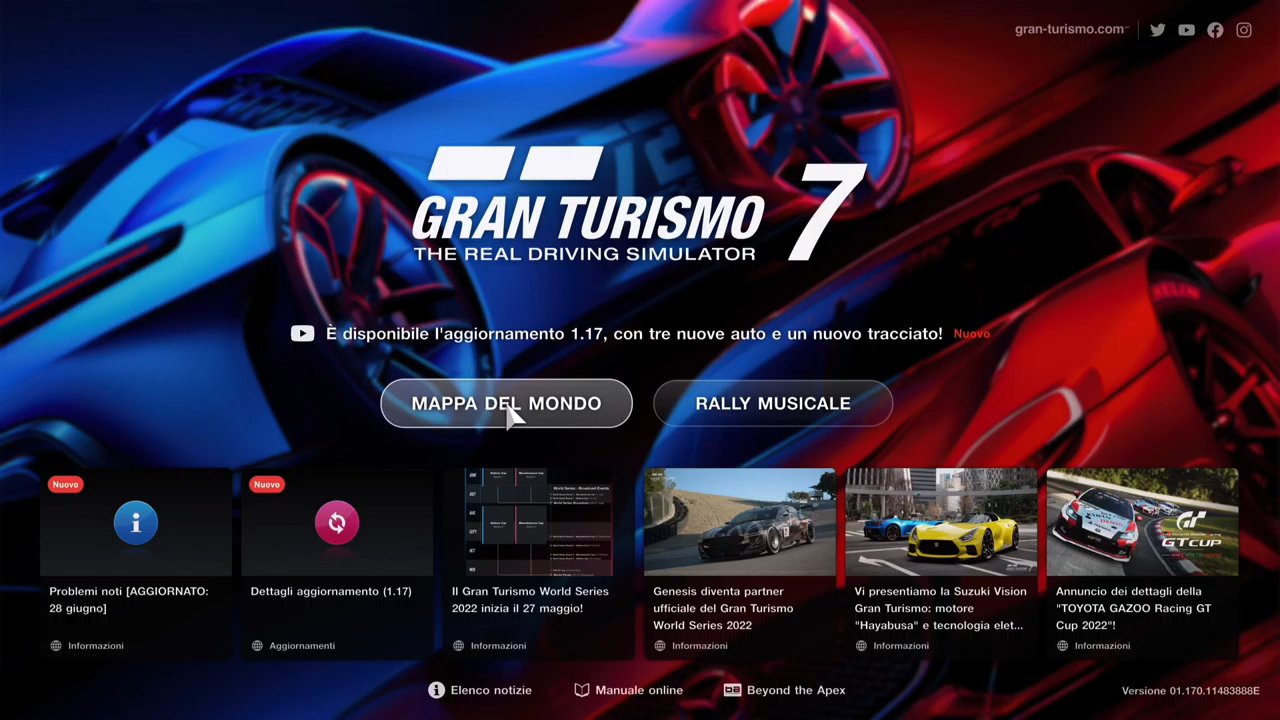 gran-turismo.com
GRAN TURISMO 7
THE REAL DRIVING SIMULATOR
È disponibile l'aggiornamento 1.17, con tre nuove auto e un nuovo tracciato! Nuovo
MAPPA DEL MONDO
RALLY MUSICALE
Nuovo
Problemi noti [AGGIORNATO:
28 giugno]
Informazioni
Nuovo
Dettagli aggiornamento (1.17)
Aggiornamenti
Il Gran Turismo World Series
2022 inizia il 27 maggio!
Informazioni
Genesis diventa partner
ufficiale del Gran Turismo
World Series 2022
Informazioni
Vi presentiamo la Suzuki Vision
Gran Turismo: motore
"Hayabusa" e tecnologia elet...
Informazioni
GT CUP
Annuncio dei dettagli della
"TOYOTA GAZOO Racing GT
Cup 2022"!
Informazioni
Elenco notizie
Manuale online
Beyond the Apex
Versione 01.170.11483888E